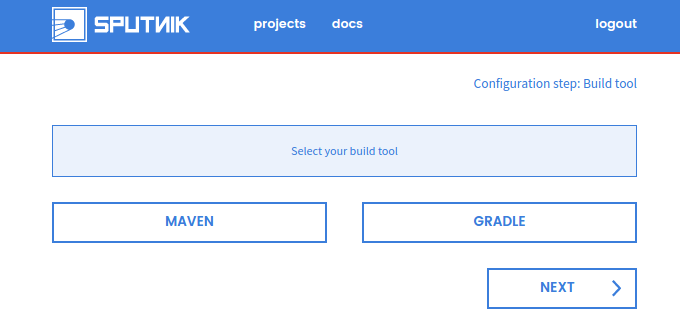 SPUTNIK projects docs logout
Configuration step: Build tool
Select your build tool
MAVEN GRADLE
NEXT